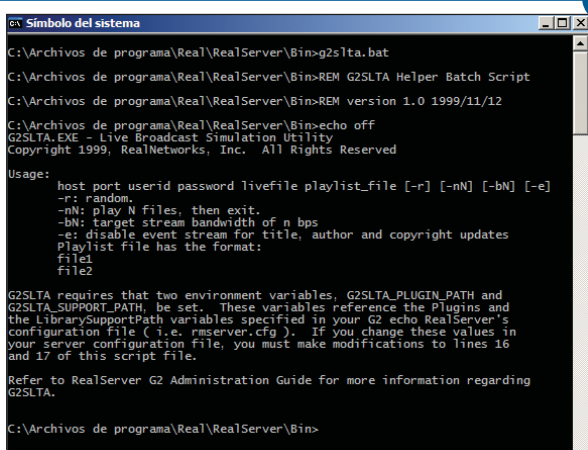 Símbolo del sistema
C:\Archivos de programa\Real\RealServer\Bin>g2slta.bat
C:\Archivos de programa\Real\RealServer\Bin>REM G2SLTA Helper Batch Script
C:\Archivos de programa\Real\RealServer\Bin>REM version 1.0 1999/11/12
C:\Archivos de programa\Real\RealServer\Bin>echo off
G2SLTA.EXE - Live Broadcast Simulation Utility
Copyright 1999, RealNetworks, Inc.  All Rights Reserved
Usage:
host port userid password livefile playlist_file [-r] [-nN] [-bN] [-e]
-r: random.
-nN: play N files, then exit.
-bN: target stream bandwidth of n bps
-e: disable event stream for title, author and copyright updates
Playlist file has the format:
file1
file2
G2SLTA requires that two environment variables, G2SLTA_PLUGIN_PATH and
G2SLTA_SUPPORT_PATH, be set.  These variables reference the Plugins and
the LibrarySupportPath variables specified in your G2 echo RealServer's
configuration file ( i.e. rmserver.cfg ).  If you change these values in
your server configuration file, you must make modifications to lines 16
and 17 of this script file.
Refer to RealServer G2 Administration Guide for more information regarding
G2SLTA.
C:\Archivos de programa\Real\RealServer\Bin>